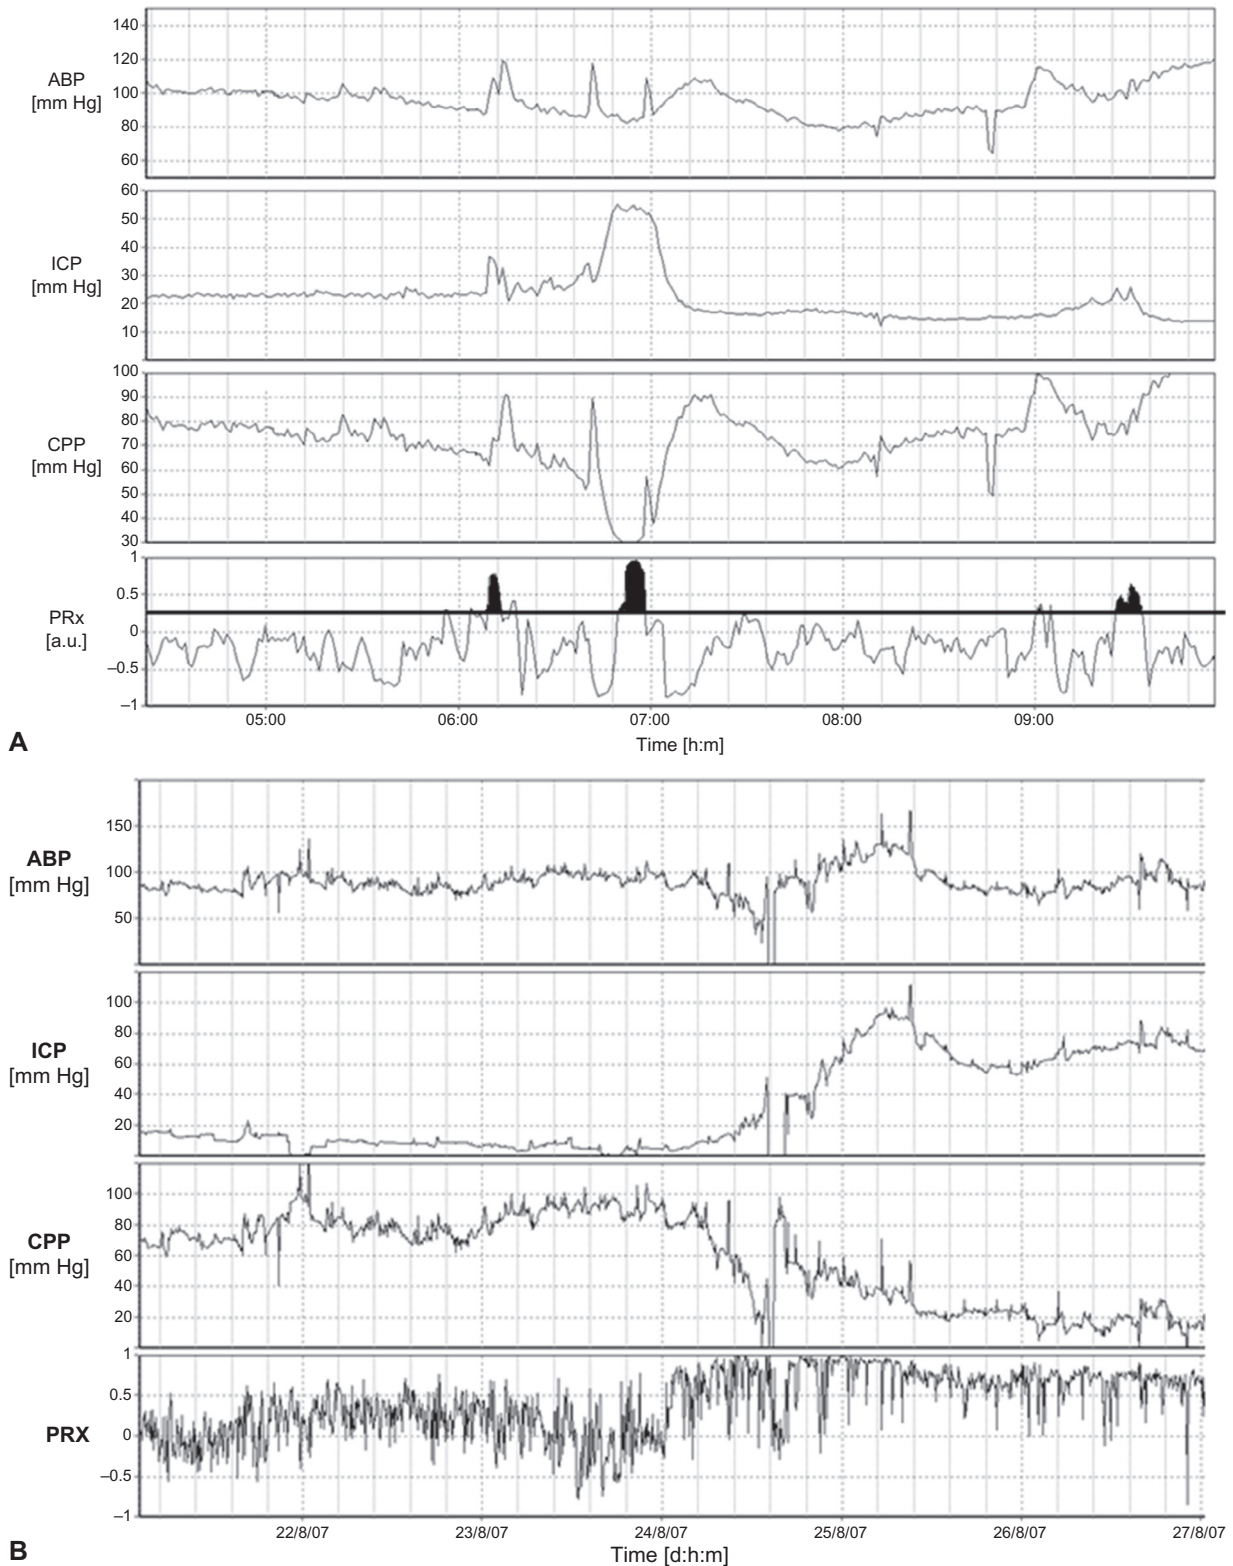 140
120
ABP
[mm Hg]
100
80
60
60
50
40
ICP
[mm Hg]
30
20
10
100
90
80
CPP
[mm Hg]
70
60
50
40
30
1
0.5
PRx
[a.u.]
0
–0.5
–1
05:00 06:00 07:00 08:00 09:00
Time [h:m]
A
150
ABP
[mm Hg]
100
50
100
80
ICP
[mm Hg]
60
40
20
100
80
CPP
[mm Hg]
60
40
20
1
0.5
PRX
0
–0.5
–1
22/8/07 23/8/07 24/8/07 25/8/07 26/8/07 27/8/07
Time [d:h:m]
B